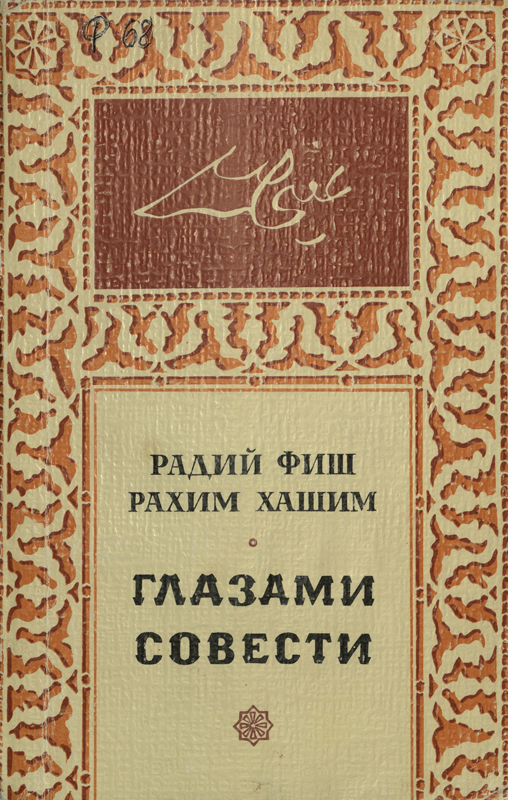 Ф 68
РАДИЙ ФИШ
РАХИМ ХАШИМ
ГЛАЗАМИ
СОВЕСТИ